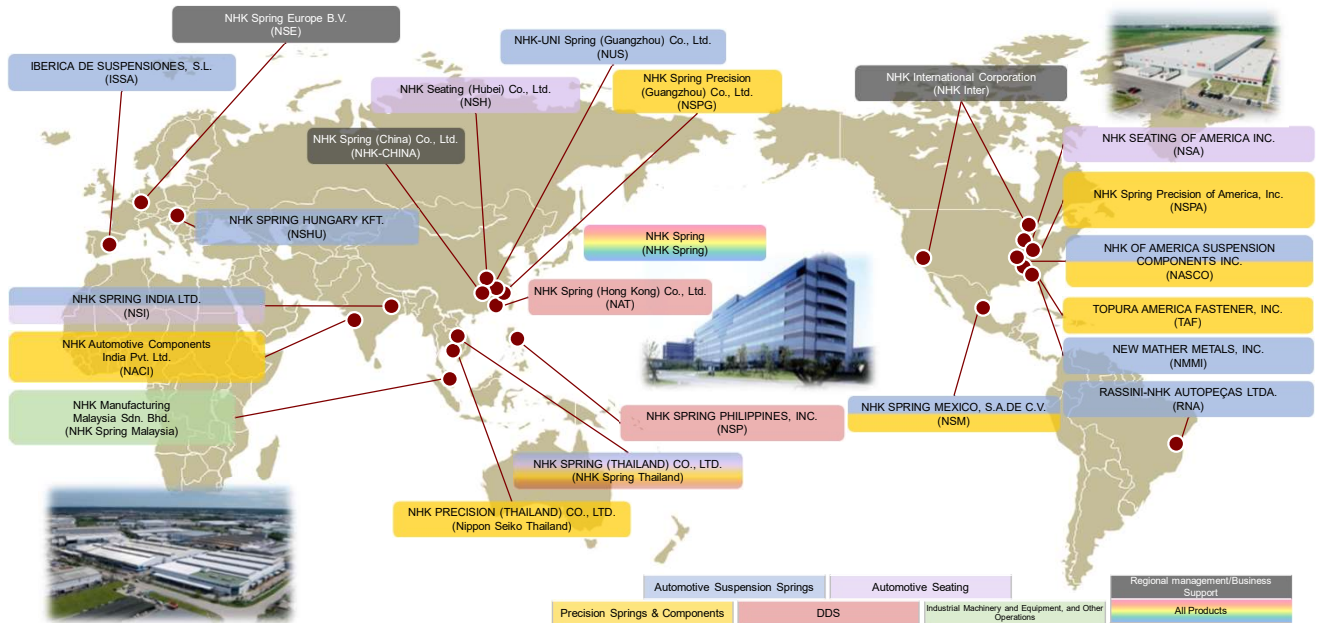 NHK Spring Europe B.V.
(NSE)
IBERICA DE SUSPENSIONES, S.L.
(ISSA)
NHK-UNI Spring (Guangzhou) Co., Ltd.
(NUS)
NHK Seating (Hubei) Co., Ltd.
(NSH)
NHK Spring Precision
(Guangzhou) Co., Ltd.
(NSPG)
NHK Spring (China) Co., Ltd.
(NHK-CHINA)
NHK International Corporation
(NHK Inter)
NHK SEATING OF AMERICA INC.
(NSA)
NHK Spring Precision of America, Inc.
(NSPA)
NHK SPRING HUNGARY KFT.
(NSHU)
NHK Spring
(NHK Spring)
NHK OF AMERICA SUSPENSION
COMPONENTS INC.
(NASCO)
NHK SPRING INDIA LTD.
(NSI)
NHK Spring (Hong Kong) Co., Ltd.
(NAT)
TOPURA AMERICA FASTENER, INC.
(TAF)
NHK Automotive Components
India Pvt. Ltd.
(NACI)
NEW MATHER METALS, INC.
(NMMI)
NHK Manufacturing
Malaysia Sdn. Bhd.
(NHK Spring Malaysia)
NHK SPRING PHILIPPINES, INC.
(NSP)
NHK SPRING MEXICO, S.A.DE C.V.
(NSM)
RASSINI-NHK AUTOPEÇAS LTDA.
(RNA)
NHK SPRING (THAILAND) CO., LTD.
(NHK Spring Thailand)
NHK PRECISION (THAILAND) CO., LTD.
(Nippon Seiko Thailand)
Automotive Suspension Springs
Automotive Seating
Regional management/Business
Support
Precision Springs & Components
DDS
Industrial Machinery and Equipment, and Other
Operations
All Products